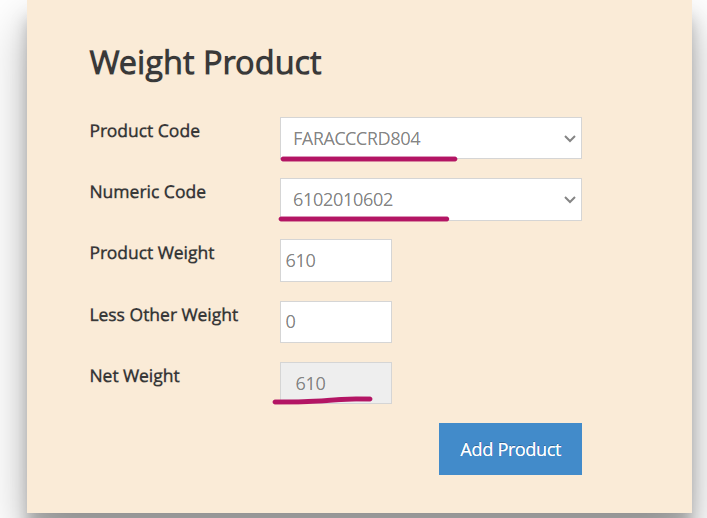 Weight Product
Product Code FARACCCRD804
Numeric Code 6102010602
Product Weight 610
Less Other Weight 0
Net Weight 610
Add Product